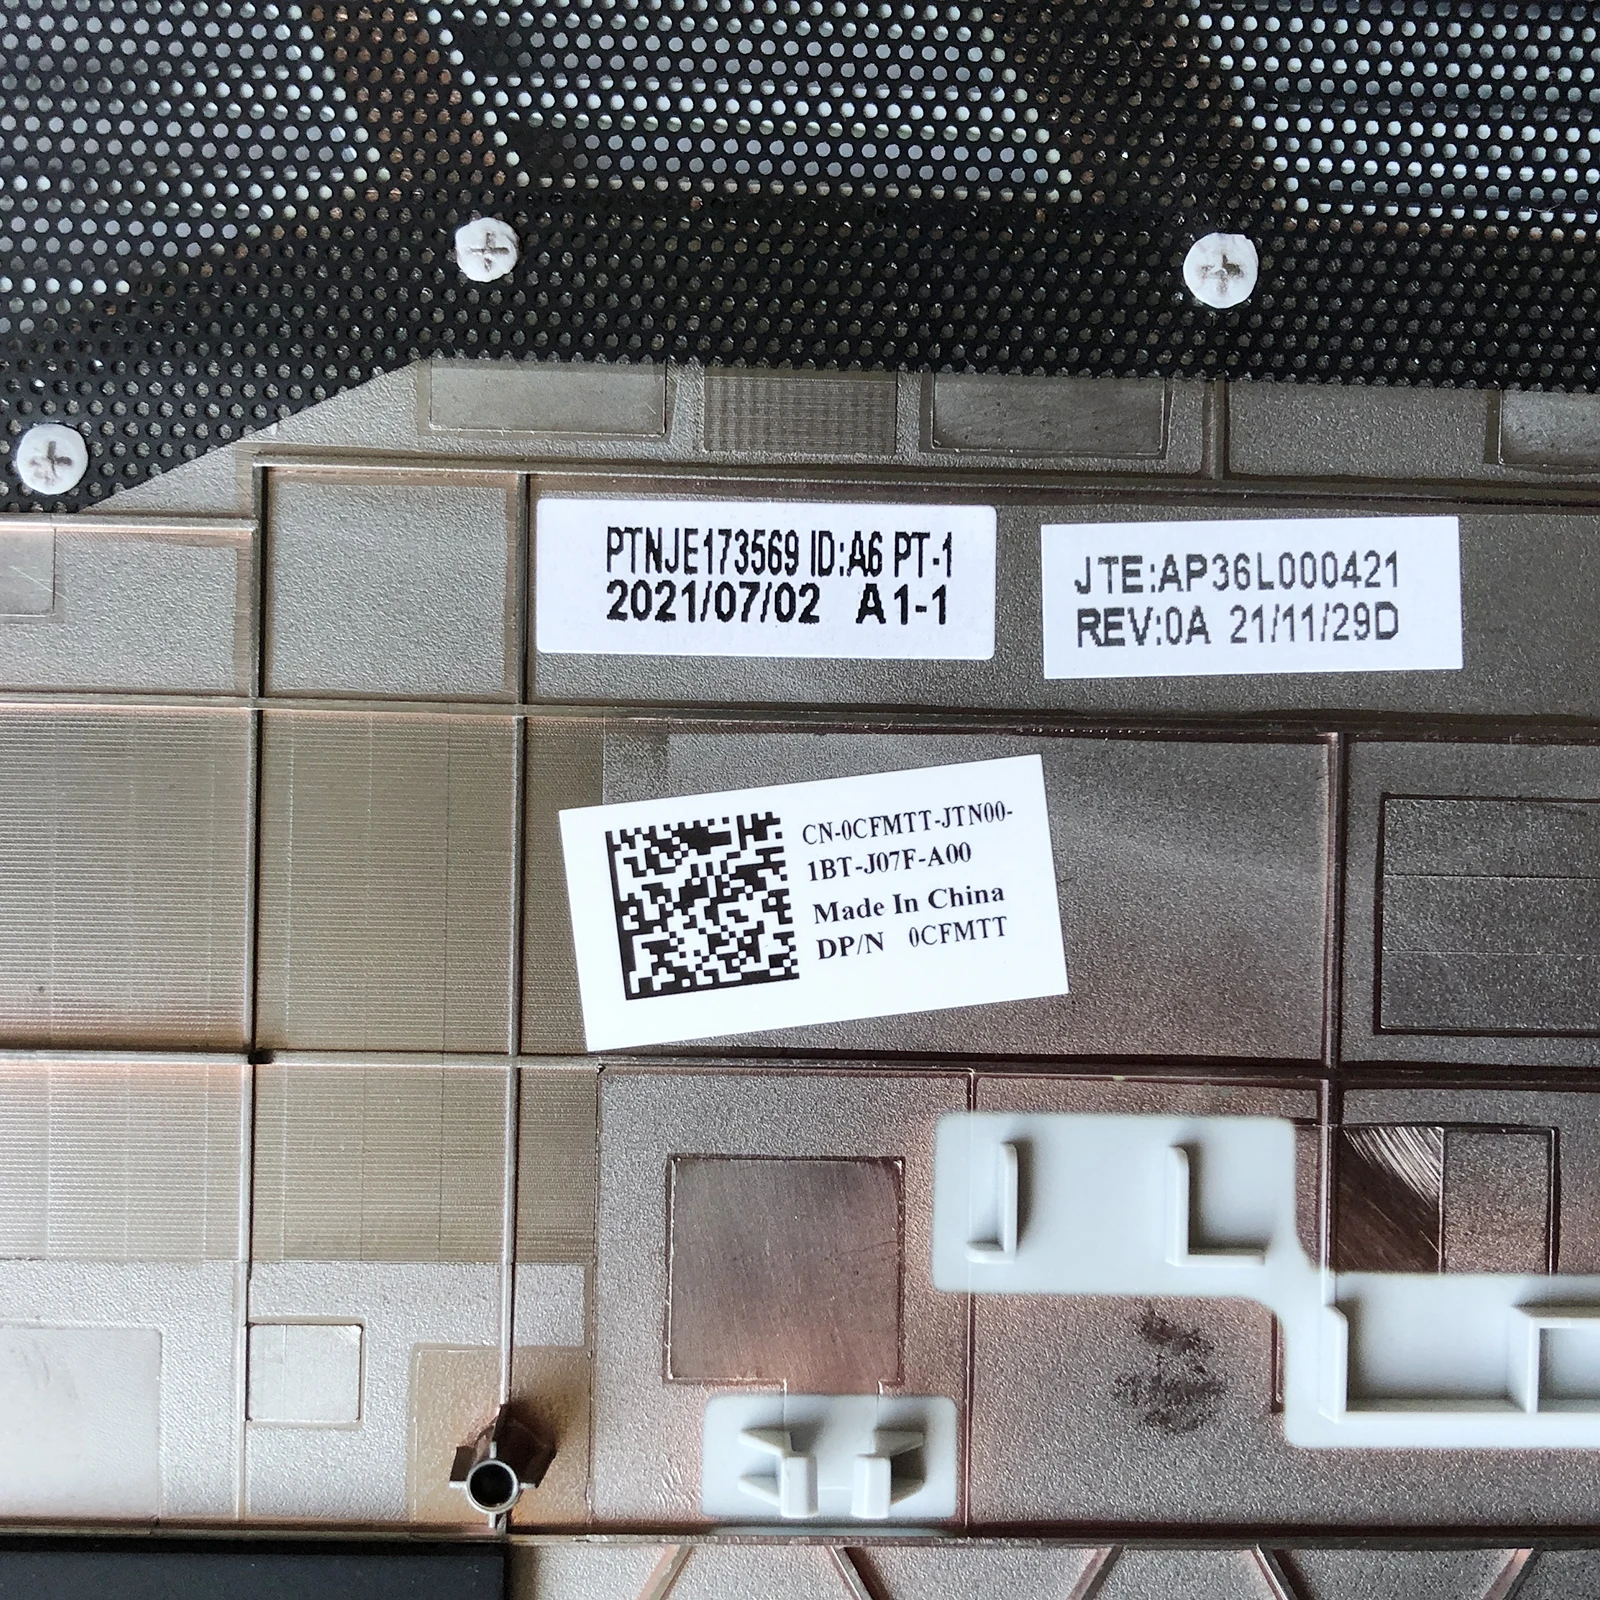 PTNJE173569 ID:A6 PT-1
2021/07/02 A1-1
JTE:AP36L000421
REV:0A 21/11/29D
CN-0CFMTT-JTN00-
1BT-J07F-A00
Made In China
DP/N 0CFMTT